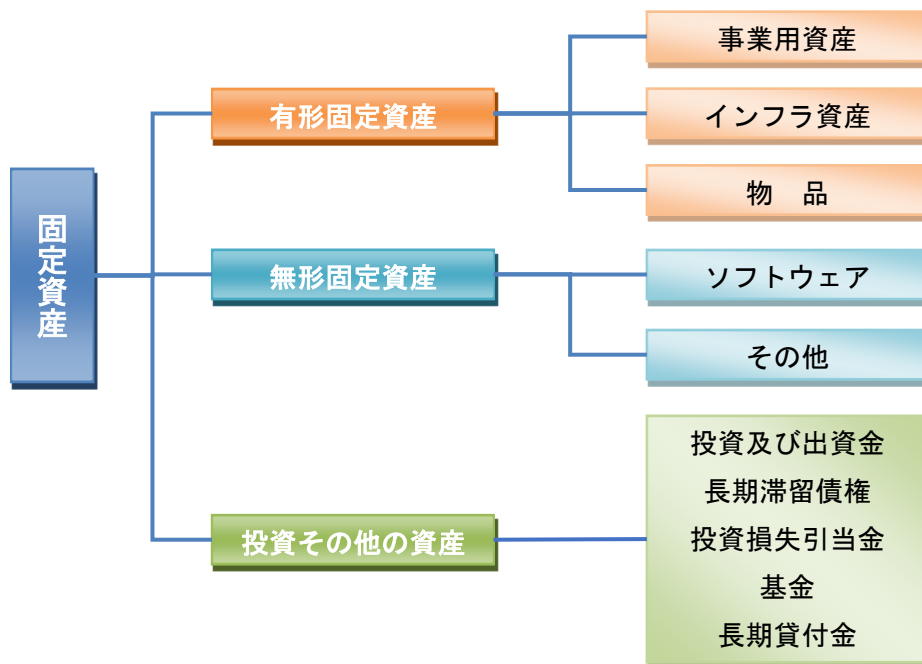 固定資産
有形固定資産
事業用資産
インフラ資産
物　品
無形固定資産
ソフトウェア
その他
投資その他の資産
投資及び出資金
長期滞留債権
投資損失引当金
基金
長期貸付金